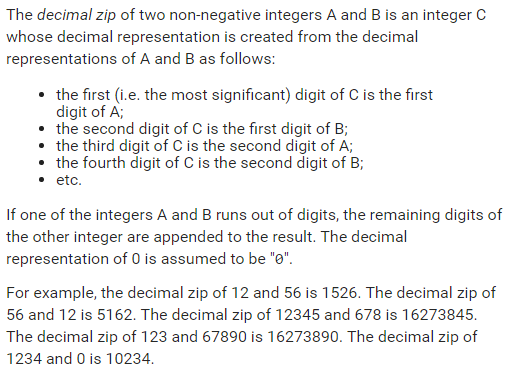 The decimal zip of two non-negative integers A and B is an integer C
whose decimal representation is created from the decimal
representations of A and B as follows:
• the first (i.e. the most significant) digit of C is the first
digit of A;
• the second digit of C is the first digit of B;
• the third digit of C is the second digit of A;
• the fourth digit of C is the second digit of B;
• etc.
If one of the integers A and B runs out of digits, the remaining digits of
the other integer are appended to the result. The decimal
representation of 0 is assumed to be "0".
For example, the decimal zip of 12 and 56 is 1526. The decimal zip of
56 and 12 is 5162. The decimal zip of 12345 and 678 is 16273845.
The decimal zip of 123 and 67890 is 16273890. The decimal zip of
1234 and 0 is 10234.